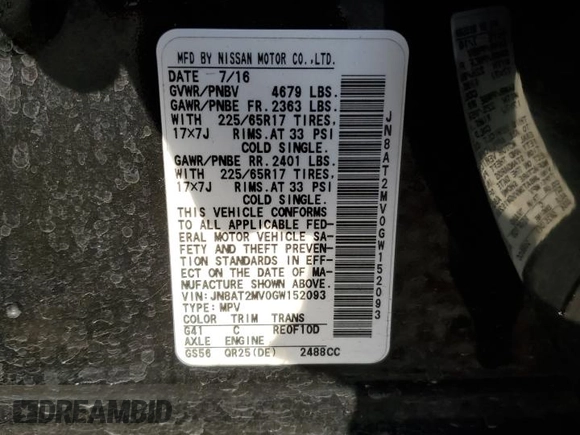 MFD BY NISSAN MOTOR CO.,LTD.
DATE 7/16
GVWR/PNBV 4679 LBS.
GAWR/PNBE FR. 2363 LBS.
WITH 225/65R17 TIRES,
17×7J RIMS.AT 33 PSI
COLD SINGLE.
GAWR/PNBE RR. 2401 LBS.
WITH 225/65R17 TIRES,
17×7J RIMS.AT 33 PSI
COLD SINGLE.
THIS VEHICLE CONFORMS
TO ALL APPLICABLE FED-
ERAL MOTOR VEHICLE SA-
FETY AND THEFT PREVEN-
TION STANDARDS IN EFF-
ECT ON THE DATE OF MA-
NUFACTURE SHOWN ABOVE.
VIN: JN8AT2MV0GW152093
TYPE: MPV
COLOR TRIM TRANS
G41 C RE0F10D
AXLE ENGINE
GS56 QR25(DE) 2488CC
JN8AT2MV0GW152093
DREAMBID